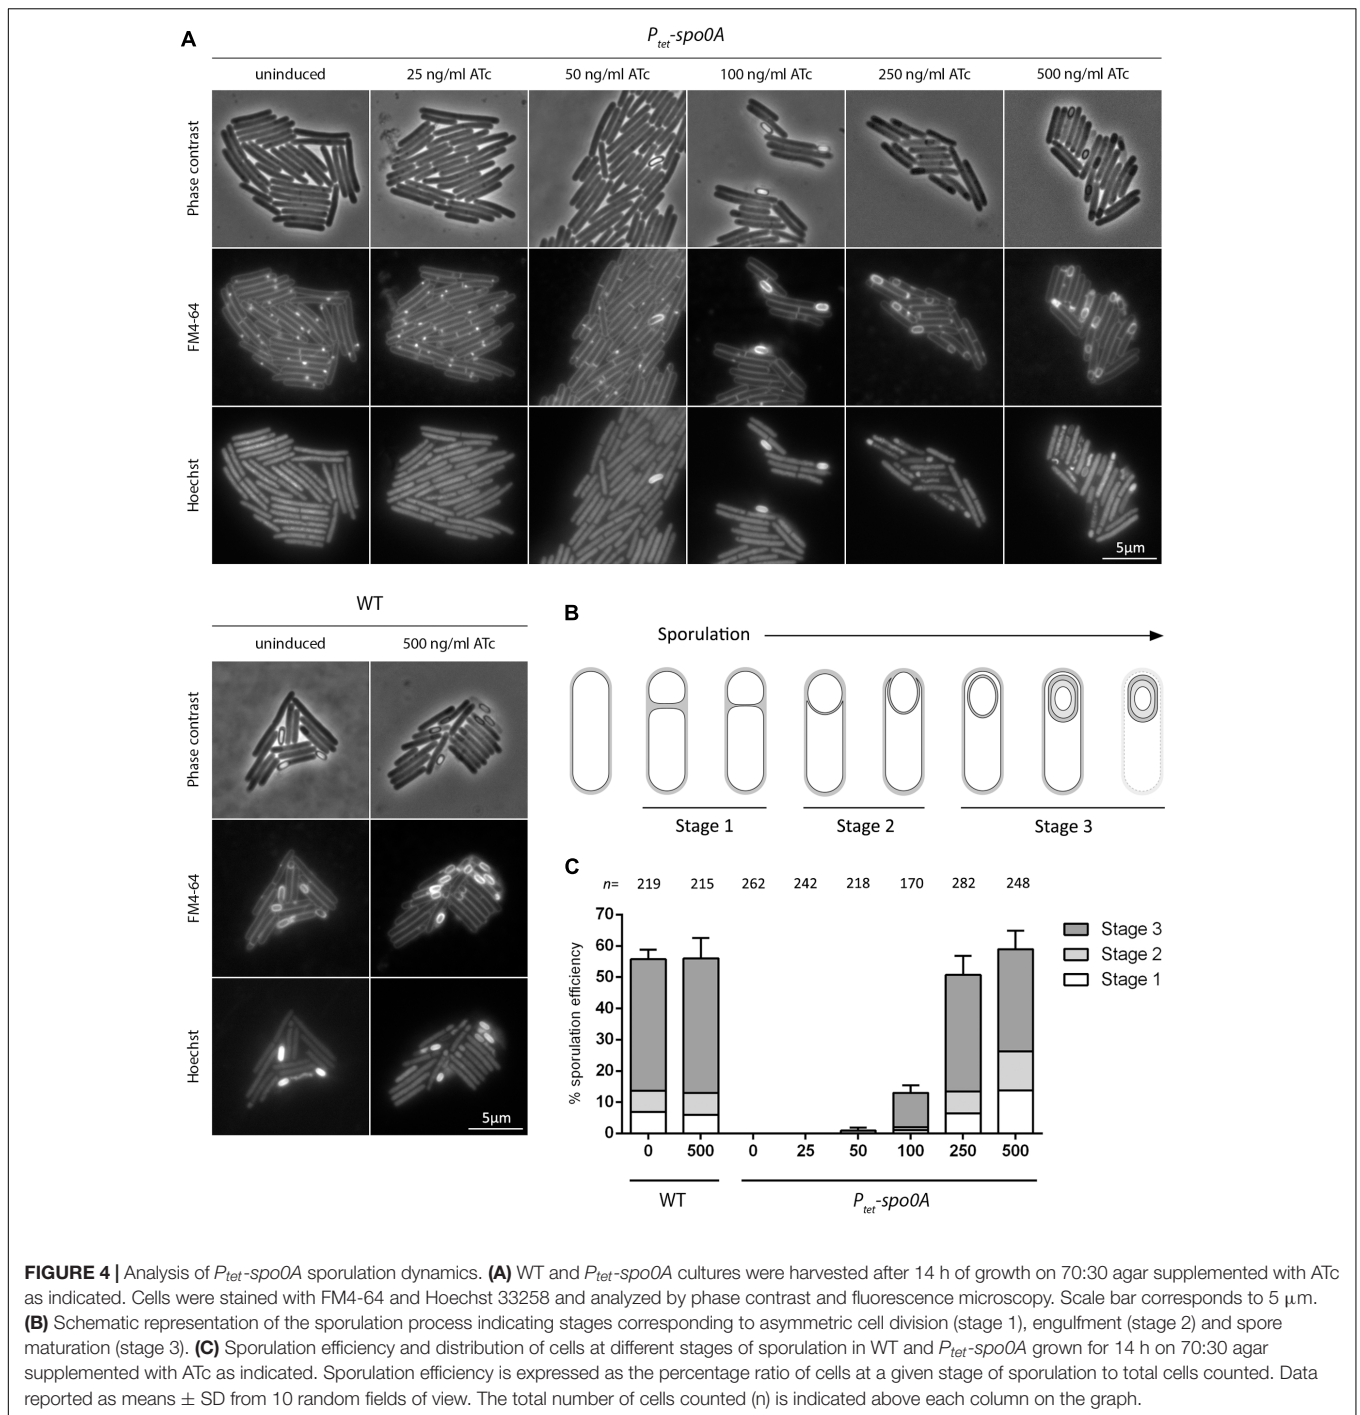 A
Ptet-spo0A
uninduced 25 ng/ml ATc 50 ng/ml ATc 100 ng/ml ATc 250 ng/ml ATc 500 ng/ml ATc
Phase contrast
FM4-64
Hoechst
5µm
WT
uninduced 500 ng/ml ATc
Phase contrast
FM4-64
Hoechst
5µm
B
Sporulation
Stage 1 Stage 2 Stage 3
C
n= 219 215 262 242 218 170 282 248
% sporulation efficiency
70
60
50
40
30
20
10
0
Stage 3
Stage 2
Stage 1
0 500 0 25 50 100 250 500
WT Ptet-spo0A
FIGURE 4 | Analysis of Ptet-spo0A sporulation dynamics. (A) WT and Ptet-spo0A cultures were harvested after 14 h of growth on 70:30 agar supplemented with ATc
as indicated. Cells were stained with FM4-64 and Hoechst 33258 and analyzed by phase contrast and fluorescence microscopy. Scale bar corresponds to 5 µm.
(B) Schematic representation of the sporulation process indicating stages corresponding to asymmetric cell division (stage 1), engulfment (stage 2) and spore
maturation (stage 3). (C) Sporulation efficiency and distribution of cells at different stages of sporulation in WT and Ptet-spo0A grown for 14 h on 70:30 agar
supplemented with ATc as indicated. Sporulation efficiency is expressed as the percentage ratio of cells at a given stage of sporulation to total cells counted. Data
reported as means ± SD from 10 random fields of view. The total number of cells counted (n) is indicated above each column on the graph.